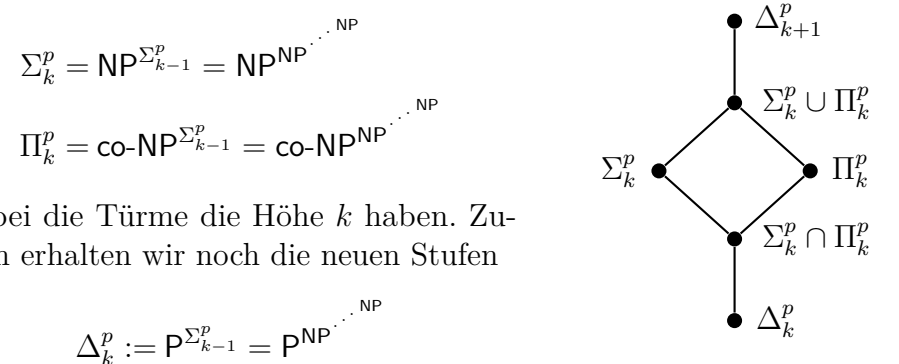 Σ_k^p = NP^{Σ_{k−1}^p} = NP^{NP^{⋰^{NP}}}
Π_k^p = co-NP^{Σ_{k−1}^p} = co-NP^{NP^{⋰^{NP}}}
die Türme die Höhe k haben. Zu-
erhalten wir noch die neuen Stufen
Δ_k^p := P^{Σ_{k−1}^p} = P^{NP^{⋰^{NP}}}
Δ_{k+1}^p
Σ_k^p ∪ Π_k^p
Σ_k^p
Π_k^p
Σ_k^p ∩ Π_k^p
Δ_k^p